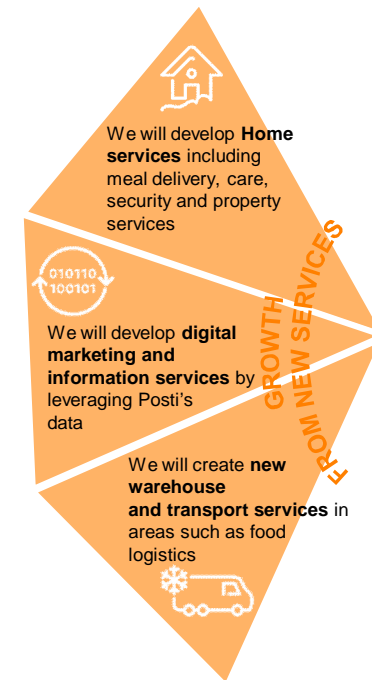 We will develop Home
services including
meal delivery, care,
security and property
services
GROWTH
FROM NEW SERVICES
010110
100101
We will develop digital
marketing and
information services by
leveraging Posti's
data
We will create new
warehouse
and transport services in
areas such as food
logistics